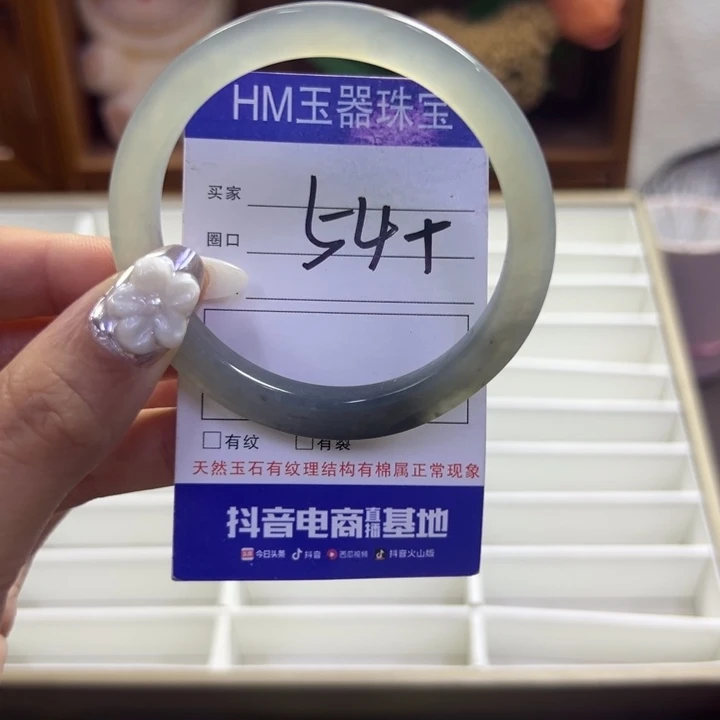 HM玉器珠宝
买家
圈口 54+
有纹 有裂
天然玉石有纹理结构有棉属正常现象
抖音电商直播基地
今日头条 抖音 西瓜视频 抖音火山版